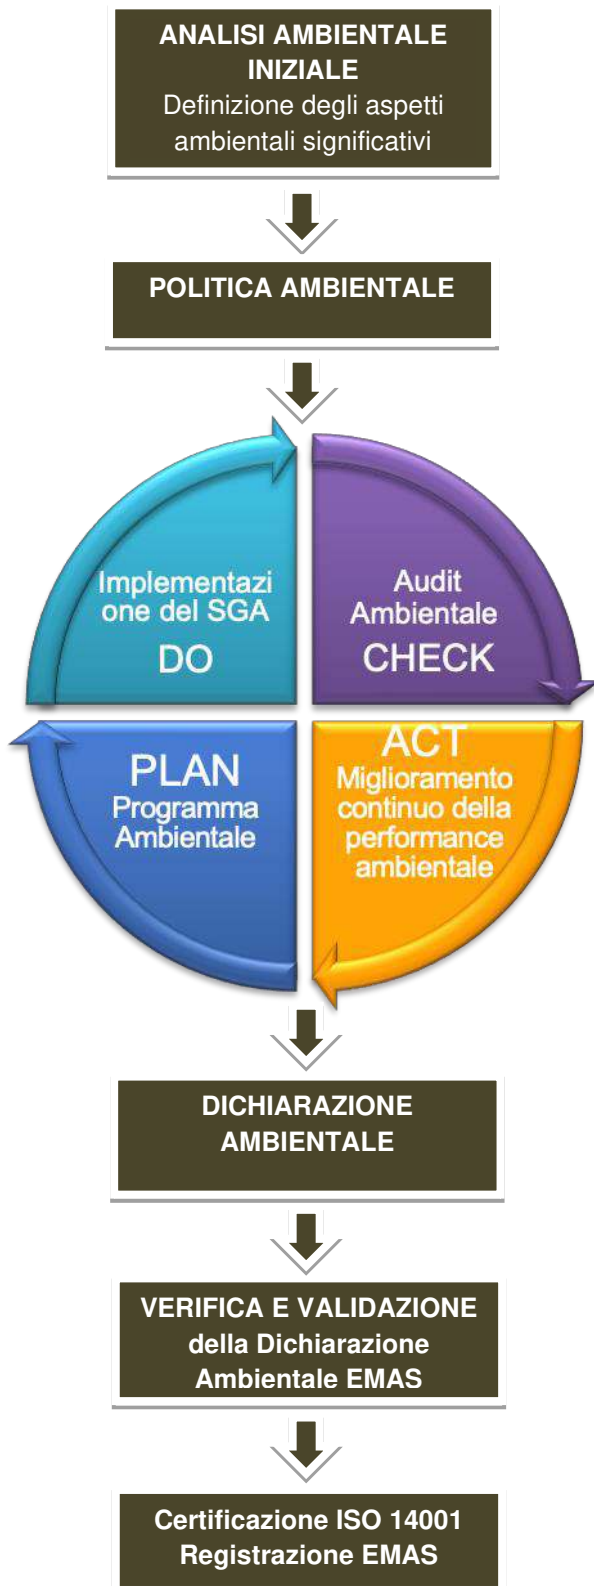 ANALISI AMBIENTALE
INIZIALE
Definizione degli aspetti
ambientali significativi
POLITICA AMBIENTALE
Implementazi
one del SGA
DO
Audit
Ambientale
CHECK
PLAN
Programma
Ambientale
ACT
Miglioramento
continuo della
performance
ambientale
DICHIARAZIONE
AMBIENTALE
VERIFICA E VALIDAZIONE
della Dichiarazione
Ambientale EMAS
Certificazione ISO 14001
Registrazione EMAS